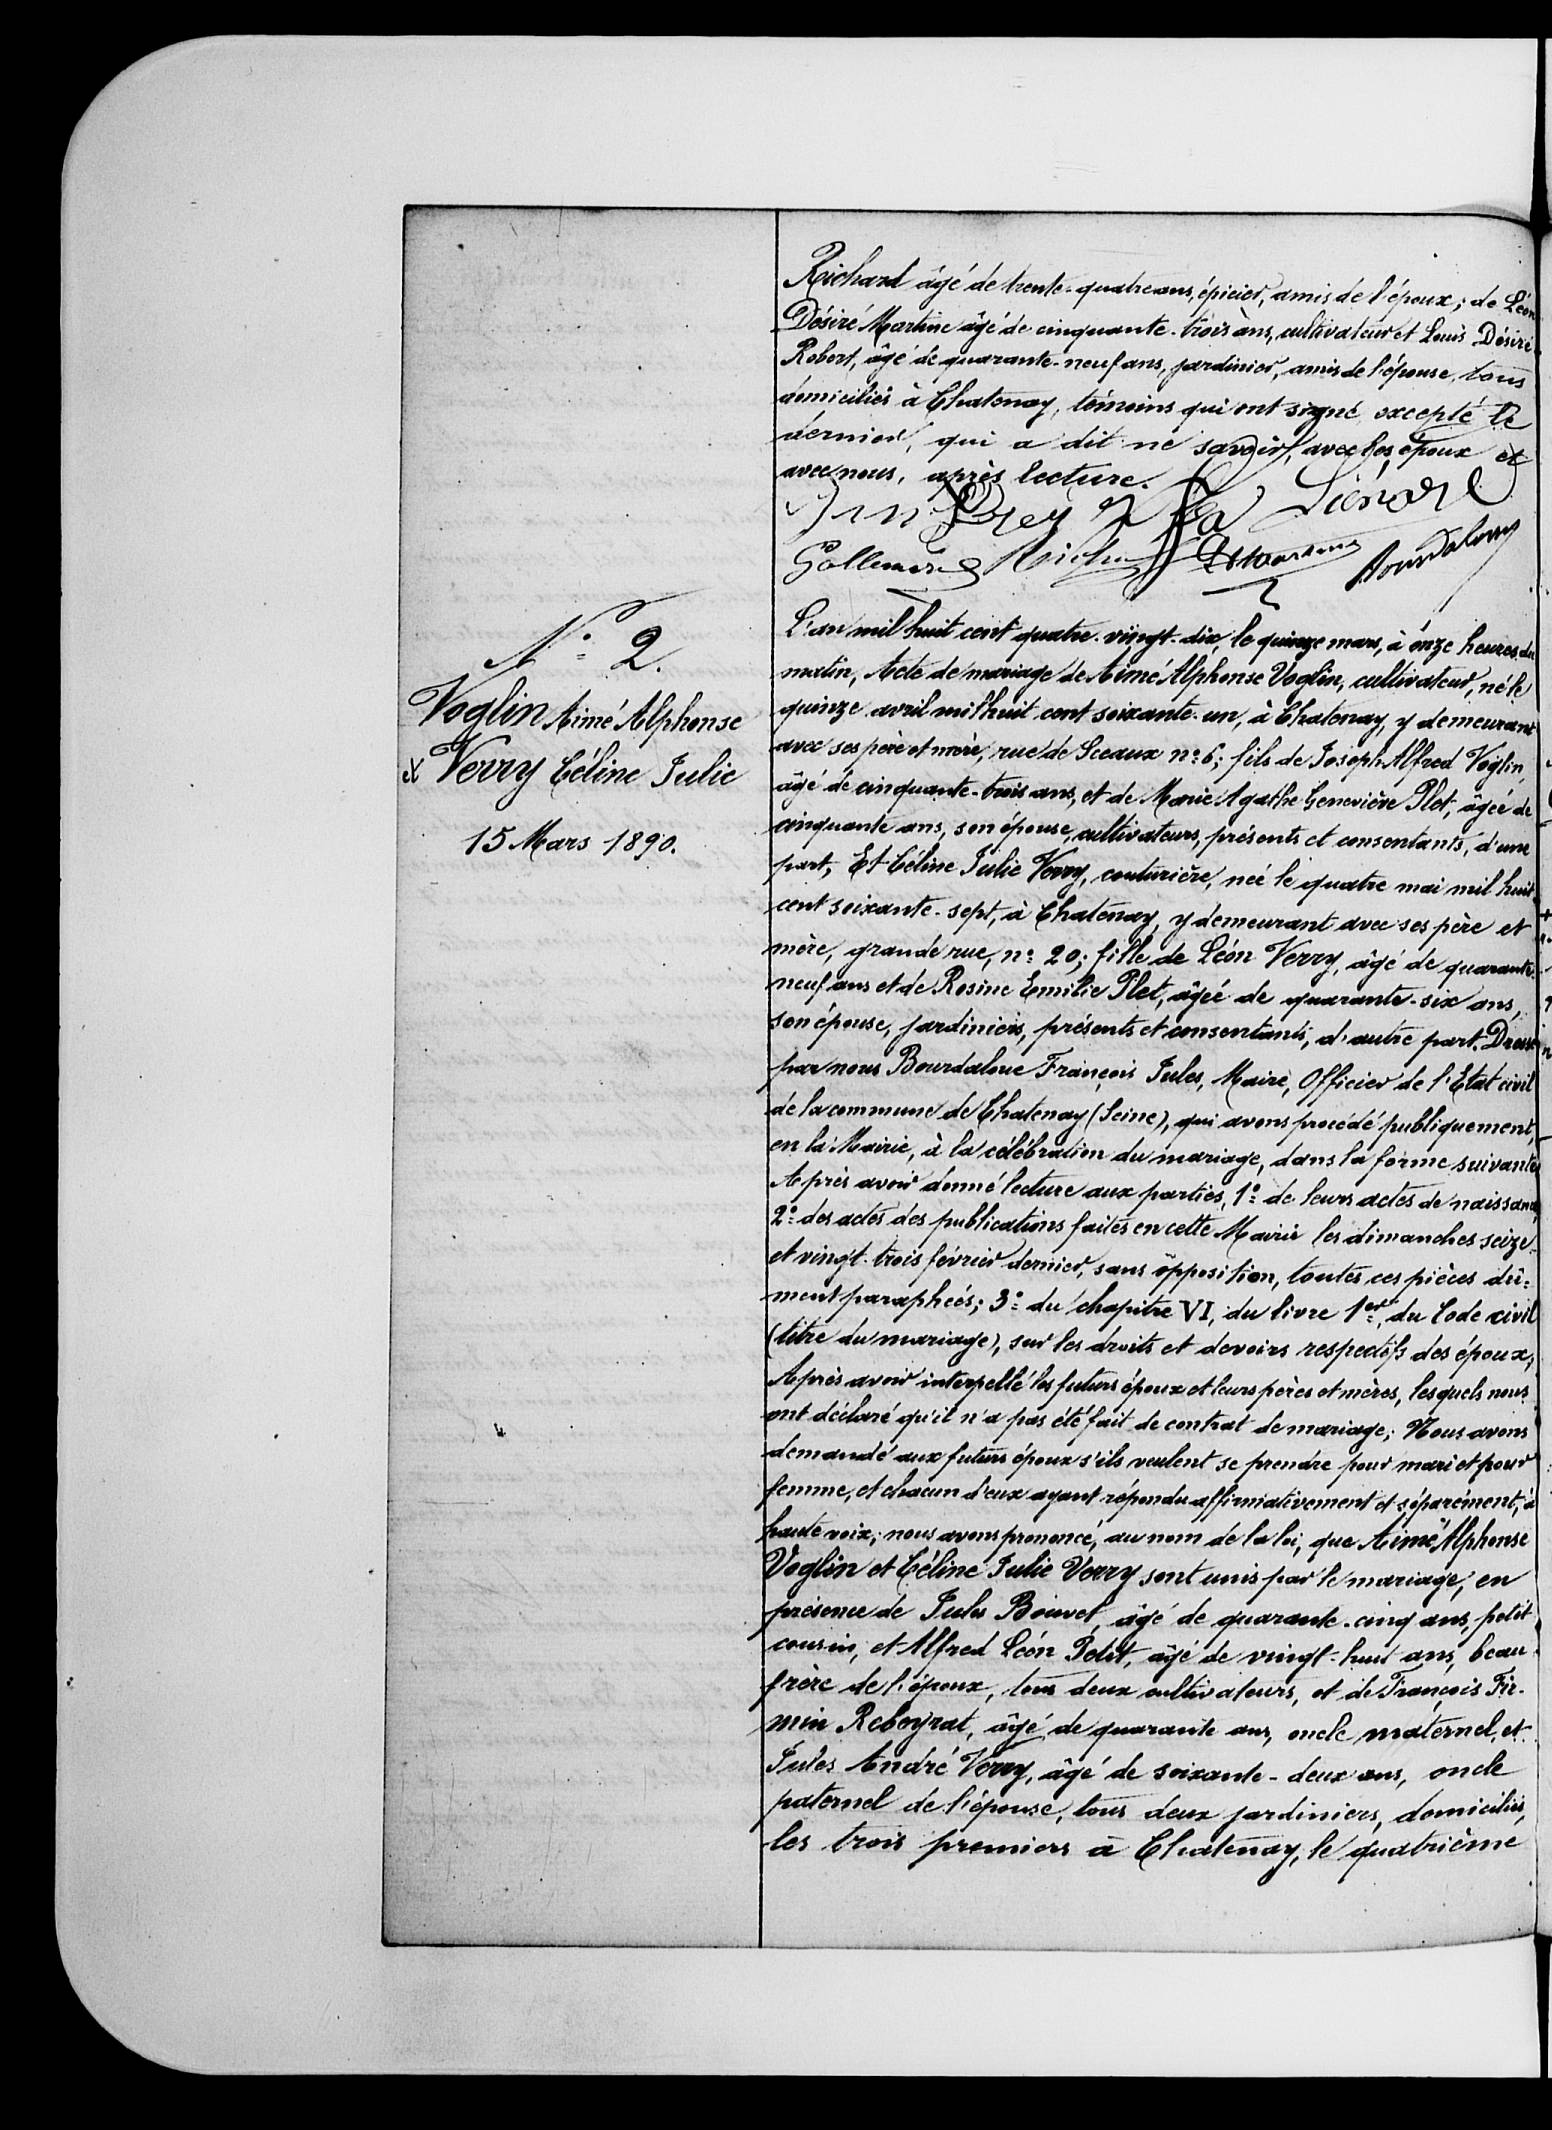 Richard âgé de trente-quatre ans, épicier, amis de l'époux; de Léon
Désiré Martine âgé de cinquante-trois ans, cultivateur et Louis Désiré
Robert, âgé de quarante-neuf ans, jardinier, amis de l'épouse, tous
domiciliés à Chatenay, témoins qui ont signé, excepté le
dernier, qui a dit ne savoir, avec les époux et
avec nous, après lecture.
Liénard
Bourdaloue
N° 2.
Voglin Aimé Alphonse
& Verry Céline Julie
15 Mars 1890.
L'an mil huit cent quatre-vingt-dix, le quinze mars, à onze heures du
matin, Acte de mariage de Aimé Alphonse Voglin, cultivateur, né le
quinze avril mil huit cent soixante-un, à Chatenay, y demeurant
avec ses père et mère, rue de Sceaux n° 6; fils de Joseph Alfred Voglin,
âgé de cinquante-trois ans, et de Marie Agathe Geneviève Plet, âgée de
cinquante ans, son épouse, cultivateurs, présents et consentants, d'une
part, Et Céline Julie Verry, couturière, née le quatre mai mil huit
cent soixante-sept, à Chatenay, y demeurant avec ses père et
mère, grande rue, n° 20; fille de Léon Verry, âgé de quarante-
neuf ans et de Rosine Emilie Plet, âgée de quarante-six ans,
son épouse, jardiniers, présents et consentants, d'autre part. Dressé
par nous Bourdaloue François Jules, Maire, Officier de l'Etat civil
de la commune de Chatenay (Seine), qui avons procédé publiquement,
en la Mairie, à la célébration du mariage, dans la forme suivante,
Après avoir donné lecture aux parties, 1° de leurs actes de naissance,
2° des actes des publications faites en cette Mairie les dimanches seize
et vingt-trois février dernier, sans opposition, toutes ces pièces dû-
ment paraphées; 3° du chapitre VI, du livre 1er, du Code civil
(titre du mariage), sur les droits et devoirs respectifs des époux;
Après avoir interpellé les futurs époux et leurs pères et mères, lesquels nous
ont déclaré qu'il n'a pas été fait de contrat de mariage; Nous avons
demandé aux futurs époux s'ils veulent se prendre pour mari et pour
femme, et chacun d'eux ayant répondu affirmativement et séparément, à
haute voix; nous avons prononcé, au nom de la loi, que Aimé Alphonse
Voglin et Céline Julie Verry sont unis par le mariage, en
présence de Jules Bouvet, âgé de quarante-cinq ans, petit
cousin, et Alfred Léon Petit, âgé de vingt-huit ans, beau
frère de l'époux, tous deux cultivateurs, et de François Fir-
min Rebeyrat, âgé de quarante ans, oncle maternel, et
Jules André Verry, âgé de soixante-deux ans, oncle
paternel de l'épouse, tous deux jardiniers, domiciliés,
les trois premiers à Chatenay, le quatrième